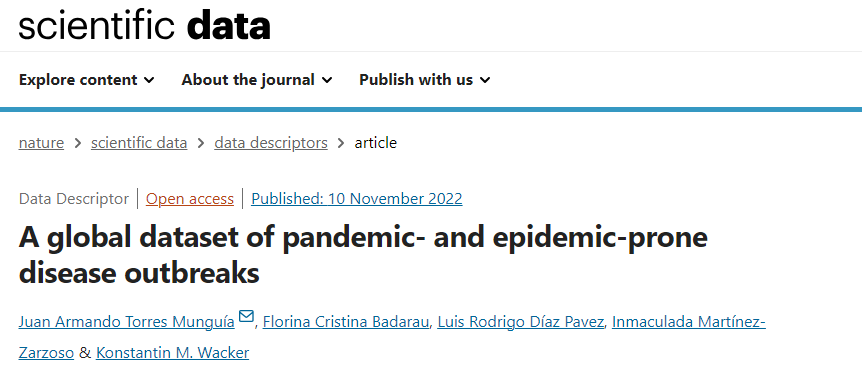 scientific data
Explore content About the journal Publish with us
nature > scientific data > data descriptors > article
Data Descriptor | Open access | Published: 10 November 2022
A global dataset of pandemic- and epidemic-prone
disease outbreaks
Juan Armando Torres Munguía, Florina Cristina Badarau, Luis Rodrigo Díaz Pavez, Inmaculada Martínez-
Zarzoso & Konstantin M. Wacker